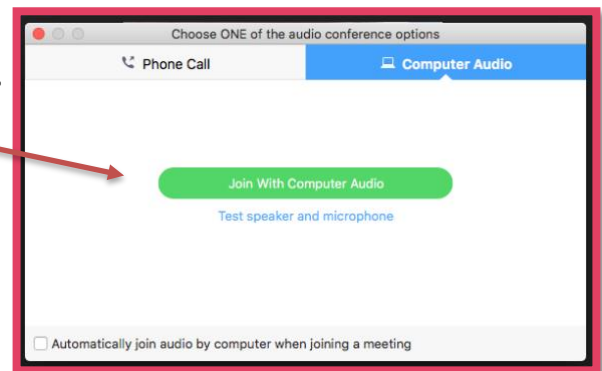 Choose ONE of the audio conference options
Phone Call
Computer Audio
Join With Computer Audio
Test speaker and microphone
Automatically join audio by computer when joining a meeting